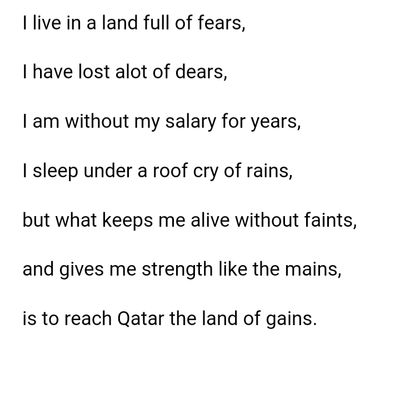 I live in a land full of fears,
I have lost alot of dears,
I am without my salary for years,
I sleep under a roof cry of rains,
but what keeps me alive without faints,
and gives me strength like the mains,
is to reach Qatar the land of gains.